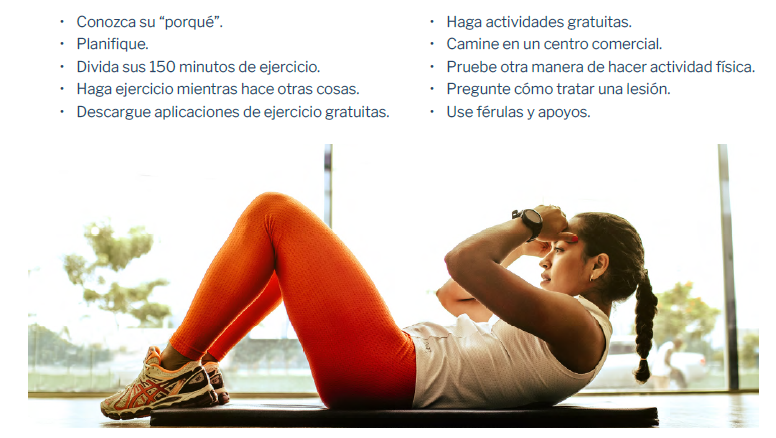 • Conozca su “porqué”.
• Planifique.
• Divida sus 150 minutos de ejercicio.
• Haga ejercicio mientras hace otras cosas.
• Descargue aplicaciones de ejercicio gratuitas.
• Haga actividades gratuitas.
• Camine en un centro comercial.
• Pruebe otra manera de hacer actividad física.
• Pregunte cómo tratar una lesión.
• Use férulas y apoyos.